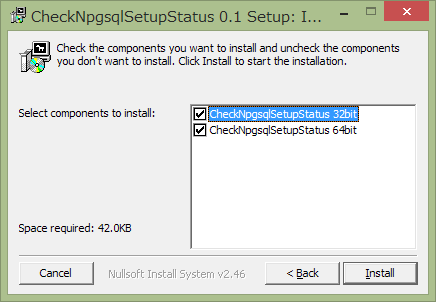 CheckNpgsqlSetupStatus 0.1 Setup: I...
Check the components you want to install and uncheck the components
you don't want to install. Click Install to start the installation.
Select components to install:
CheckNpgsqlSetupStatus 32bit
CheckNpgsqlSetupStatus 64bit
Space required: 42.0KB
Cancel
Nullsoft Install System v2.46
< Back
Install